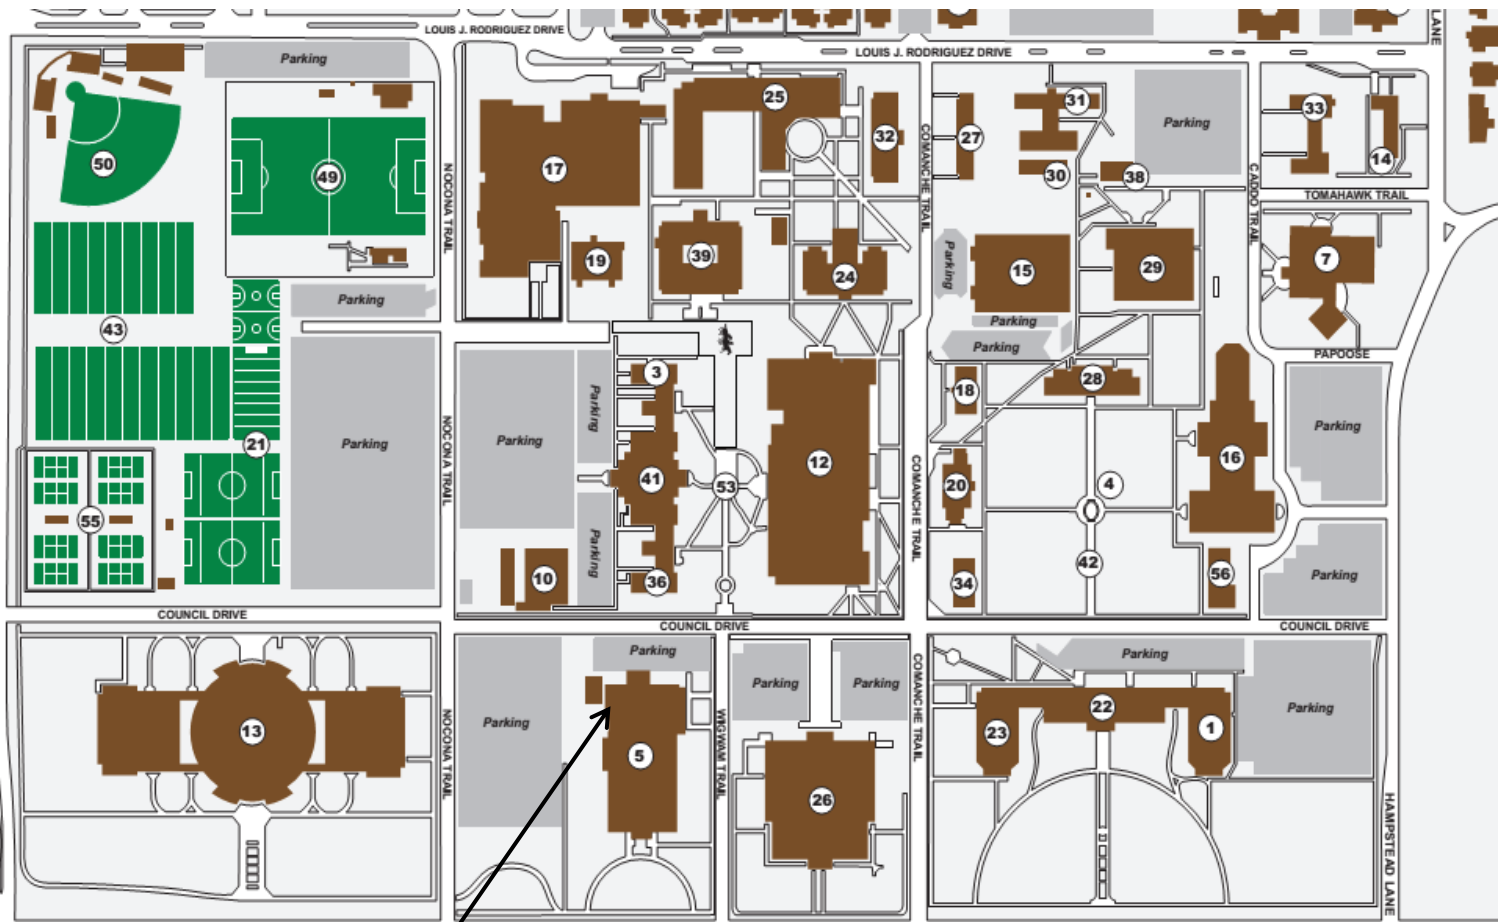 LOUIS J. RODRIGUEZ DRIVE
LANE
LOUIS J. RODRIGUEZ DRIVE
Parking
50
49
NOCONA TRAIL
17
25
32
COMANCHE TRAIL
27
31
30
38
Parking
CADDO TRAIL
33
14
TOMAHAWK TRAIL
19
39
24
Parking
15
29
7
Parking
43
Parking
Parking
PAPOOSE
3
18
28
Parking
Parking
NOCONA TRAIL
Parking
Parking
21
41
53
12
COMANCHE TRAIL
20
4
16
55
10
Parking
36
34
42
56
Parking
COUNCIL DRIVE
COUNCIL DRIVE
COUNCIL DRIVE
13
NOCONA TRAIL
Parking
Parking
5
WIGWAM TRAIL
Parking
Parking
26
COMANCHE TRAIL
Parking
23
22
1
Parking
HAMPSTEAD LANE